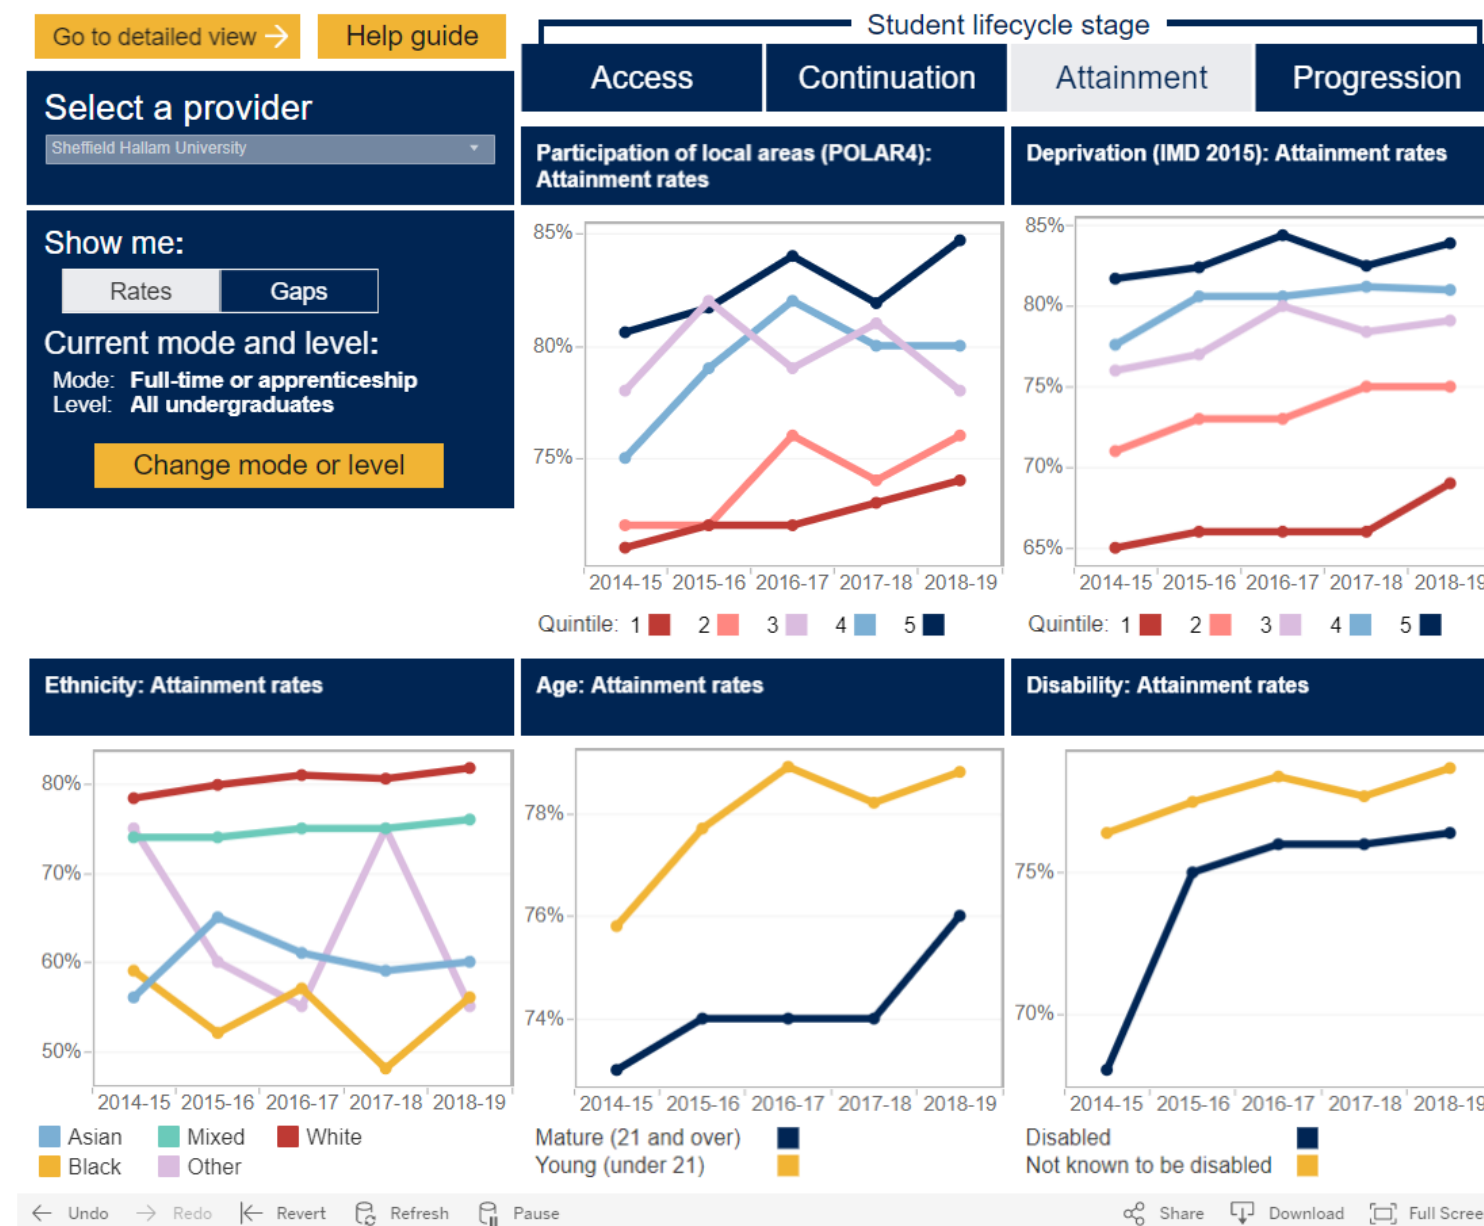 Go to detailed view →
Help guide
Student lifecycle stage
Access
Continuation
Attainment
Progression
Select a provider
Sheffield Hallam University
Show me:
Rates
Gaps
Current mode and level:
Mode: Full-time or apprenticeship
Level: All undergraduates
Change mode or level
Participation of local areas (POLAR4):
Attainment rates
85%
80%
75%
2014-15 2015-16 2016-17 2017-18 2018-19
Quintile: 1 2 3 4 5
Deprivation (IMD 2015): Attainment rates
85%
80%
75%
70%
65%
2014-15 2015-16 2016-17 2017-18 2018-19
Quintile: 1 2 3 4 5
Ethnicity: Attainment rates
80%
70%
60%
50%
2014-15 2015-16 2016-17 2017-18 2018-19
Asian Mixed White
Black Other
Age: Attainment rates
78%
76%
74%
2014-15 2015-16 2016-17 2017-18 2018-19
Mature (21 and over)
Young (under 21)
Disability: Attainment rates
75%
70%
2014-15 2015-16 2016-17 2017-18 2018-19
Disabled
Not known to be disabled
← Undo → Redo Revert Refresh Pause Share Download Full Scree